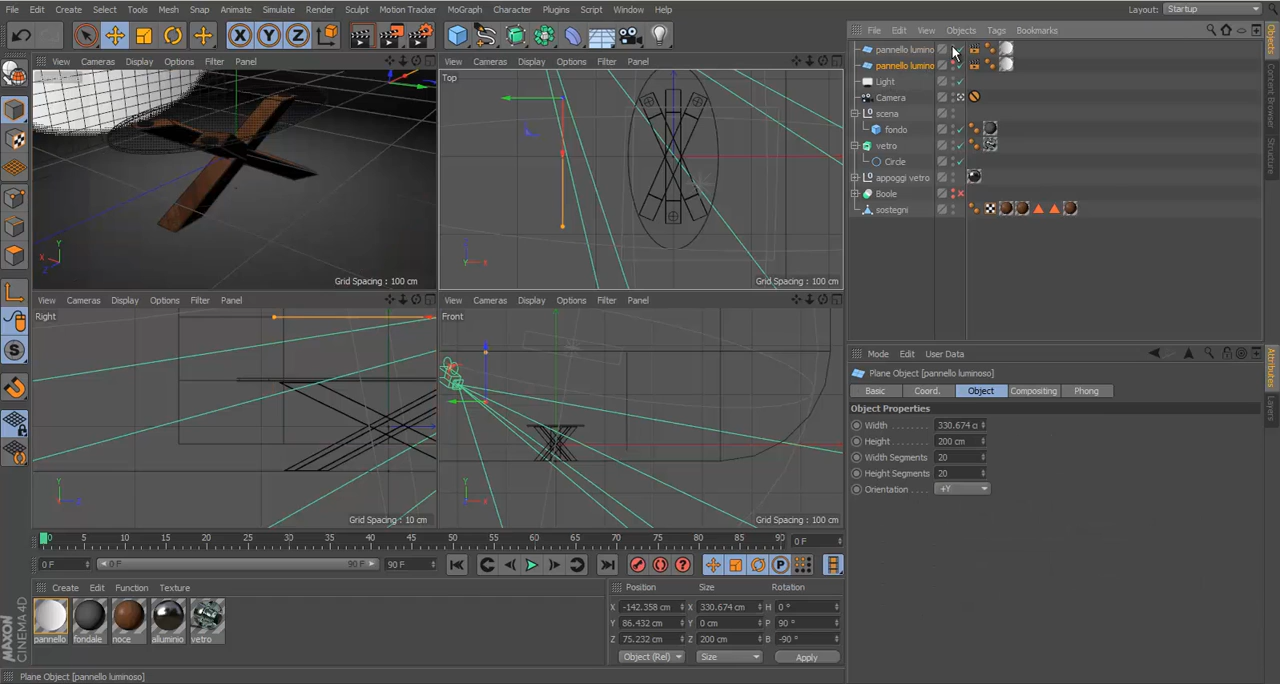 File Edit Create Select Tools Mesh Snap Animate Simulate Render Sculpt Motion Tracker MoGraph Character Plugins Script Window Help
Layout: Startup
X Y Z
File Edit View Objects Tags Bookmarks
pannello lumino
pannello lumino
Light
Camera
scena
fondo
vetro
Circle
appoggi vetro
Boole
sostegni
Objects
Content Browser
Structure
View Cameras Display Options Filter Panel
Grid Spacing : 100 cm
View Cameras Display Options Filter Panel
Top
Grid Spacing : 100 cm
View Cameras Display Options Filter Panel
Right
Grid Spacing : 10 cm
View Cameras Display Options Filter Panel
Front
Grid Spacing : 100 cm
Mode Edit User Data
Plane Object [pannello luminoso]
Basic Coord. Object Compositing Phong
Object Properties
Width 330.674 c
Height 200 cm
Width Segments 20
Height Segments 20
Orientation +Y
Attributes
Layers
0 5 10 15 20 25 30 35 40 45 50 55 60 65 70 75 80 85 90 0 F
0 F 0 F 90 F 90 F
Create Edit Function Texture
pannello fondale noce alluminio vetro
Position Size Rotation
X -142.358 cm X 330.674 cm H 0 °
Y 86.432 cm Y 0 cm P 90 °
Z 75.232 cm Z 200 cm B -90 °
Object (Rel) Size Apply
MAXON CINEMA 4D
Plane Object [pannello luminoso]